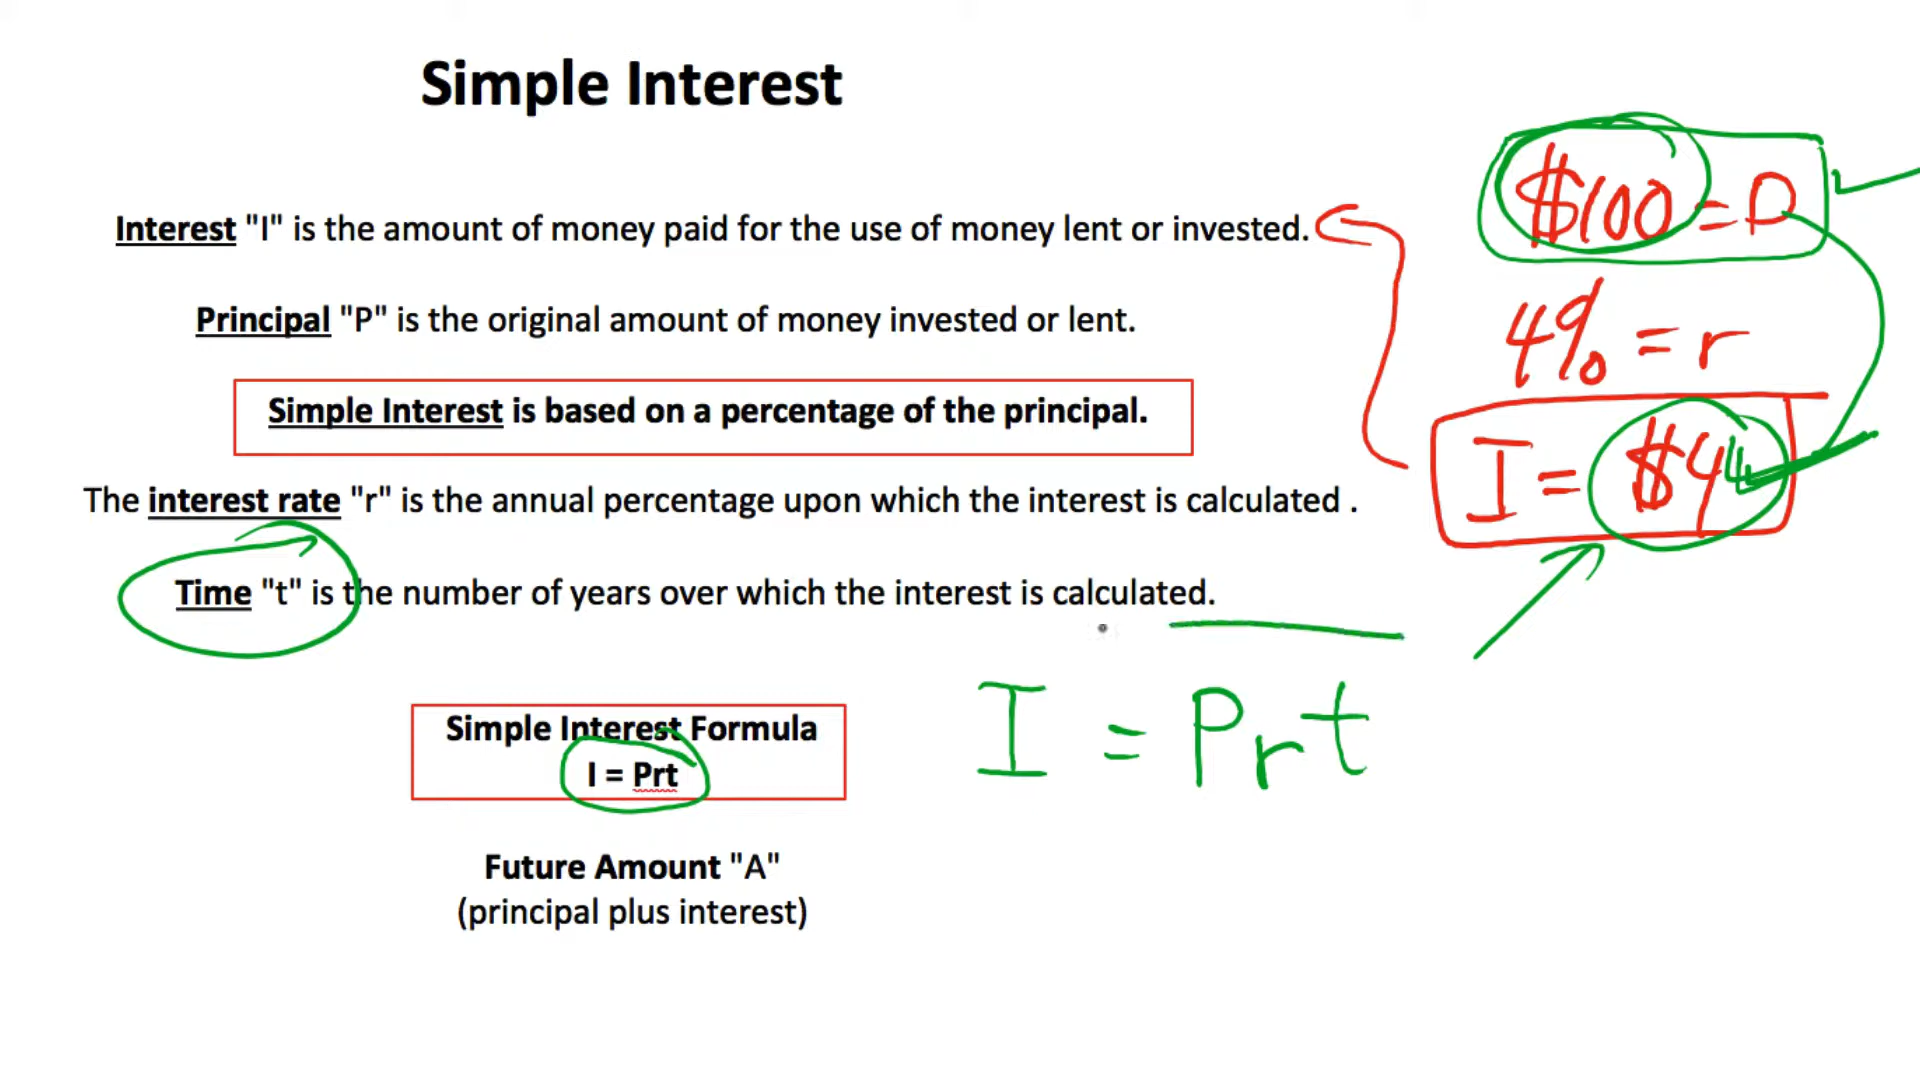 Simple Interest
Interest "I" is the amount of money paid for the use of money lent or invested.
Principal "P" is the original amount of money invested or lent.
Simple Interest is based on a percentage of the principal.
The interest rate "r" is the annual percentage upon which the interest is calculated .
Time "t" is the number of years over which the interest is calculated.
Simple Interest Formula
I = Prt
Future Amount "A"
(principal plus interest)
$100 = P
4% = r
I = $4
I = Prt